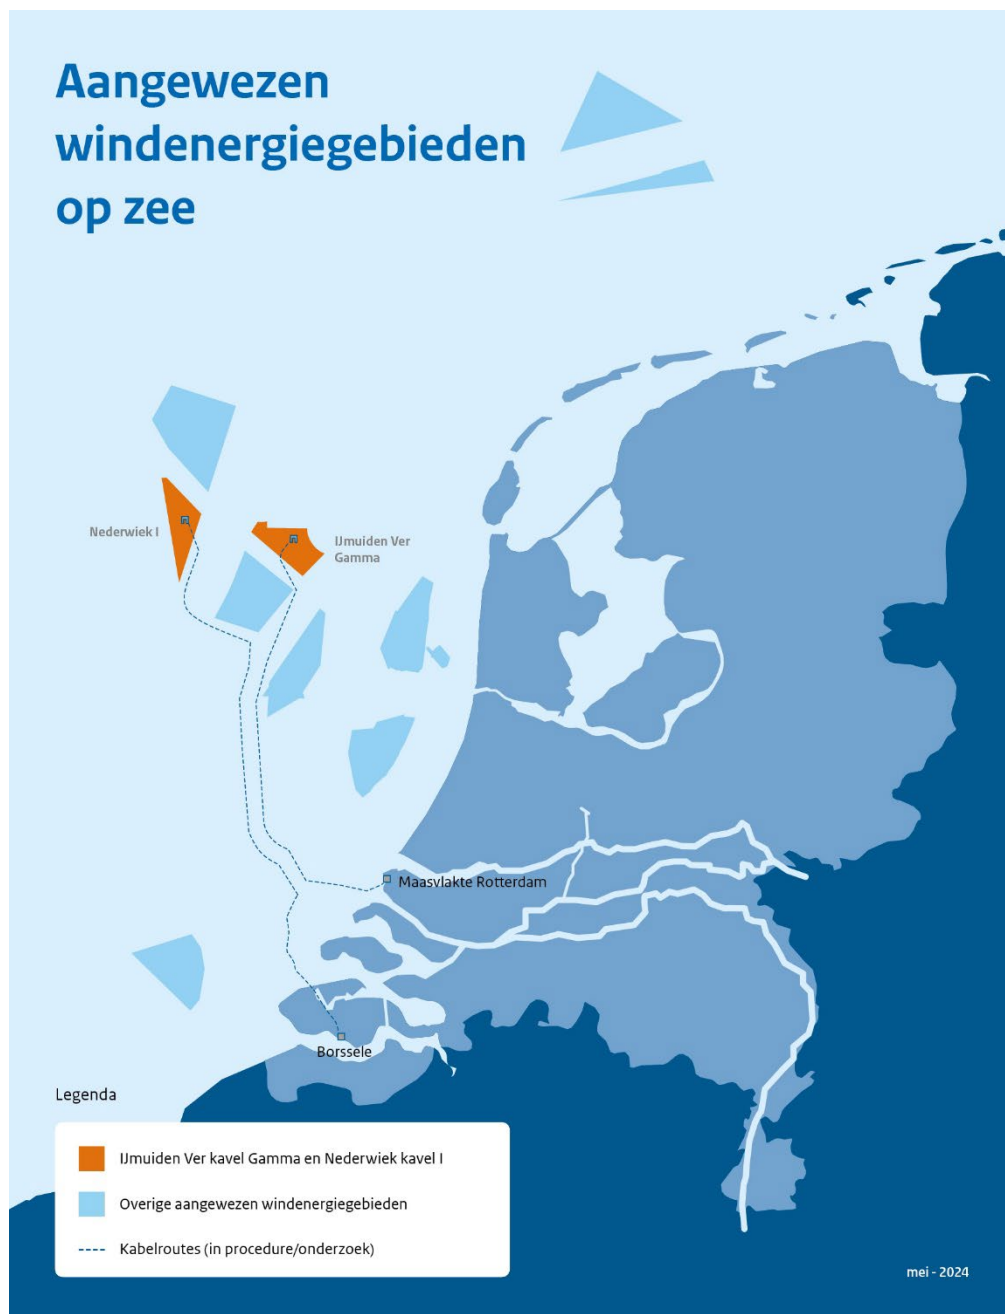 Aangewezen
windenergiegebieden
op zee
Nederwiek I
IJmuiden Ver
Gamma
Maasvlakte Rotterdam
Borssele
Legenda
IJmuiden Ver kavel Gamma en Nederwiek kavel I
Overige aangewezen windenergiegebieden
Kabelroutes (in procedure/onderzoek)
mei - 2024